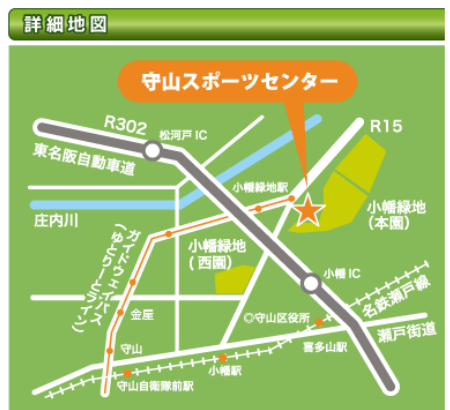 詳細地図
守山スポーツセンター
R302
松河戸IC
R15
東名阪自動車道
小幡緑地駅
庄内川
小幡緑地
(本園)
小幡緑地
(西園)
ガイドウェイバス
(ゆとりーとライン)
小幡IC
名鉄瀬戸線
金屋
◎守山区役所
瀬戸街道
守山
喜多山駅
小幡駅
守山自衛隊前駅